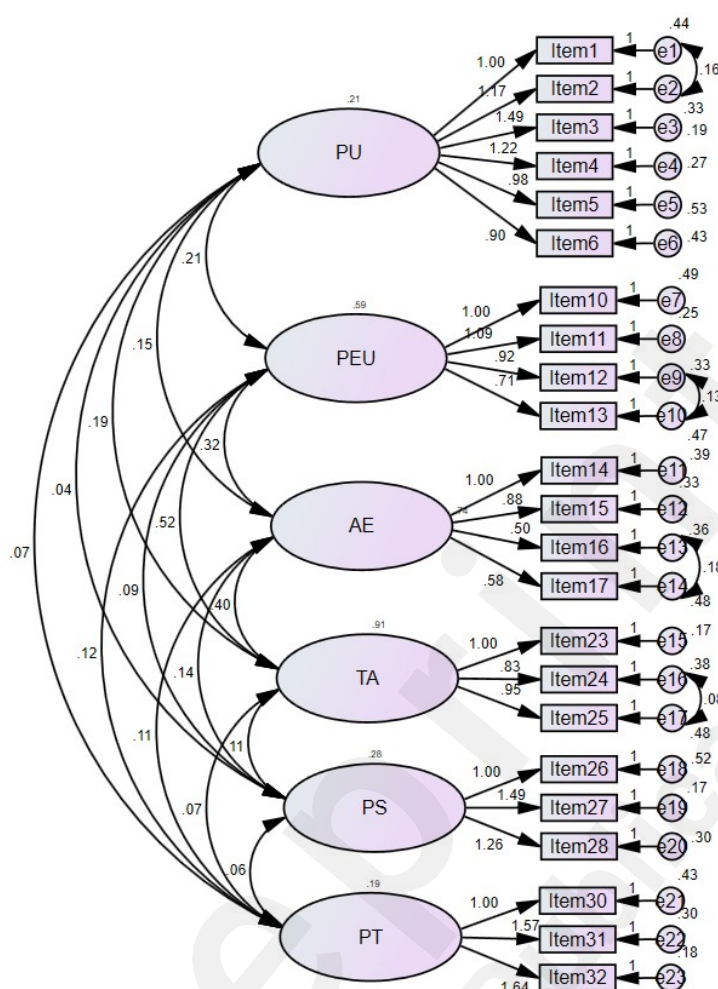 .44
1.00 Item1 1 e1
.16
1.17 Item2 1 e2
.33
.21
1.49 Item3 1 e3 .19
PU
1.22 Item4 1 e4 .27
.98 Item5 1 e5 .53
.90 Item6 1 e6 .43
.21
.49
1.00 Item10 1 e7
.25
.59
1.09 Item11 1 e8
.15
PEU
.33
.92 Item12 1 e9
.13
.71 Item13 1 e10
.19
.47
.32
.39
1.00 Item14 1 e11
.33
.04
.88 Item15 1 e12
.52
AE
.36
.50 Item16 1 e13
.07
.18
.58 Item17 1 e14
.09
.48
.40
.91
1.00 Item23 1 e15 .17
.12
.38
.14
TA
.83 Item24 1 e16
.08
.95 Item25 1 e17
.48
.11
11
.28
.52
1.00 Item26 1 e18
.17
.07
PS
1.49 Item27 1 e19
1.26 Item28 1 e20 .30
.06
.43
.19
1.00 Item30 1 e21
.30
PT
1.57 Item31 1 e22
.18
1.64 Item32 1 e23